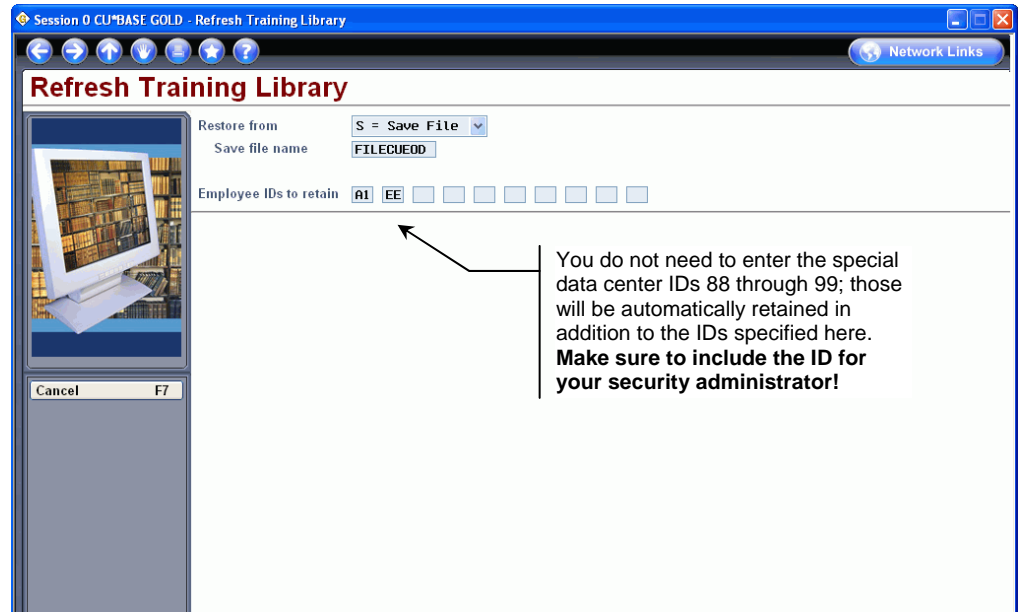 Session 0 CU*BASE GOLD - Refresh Training Library
Network Links
Refresh Training Library
Restore from S = Save File
Save file name FILECUEOD
Employee IDs to retain A1 EE
You do not need to enter the special
data center IDs 88 through 99; those
will be automatically retained in
addition to the IDs specified here.
Make sure to include the ID for
your security administrator!
Cancel F7